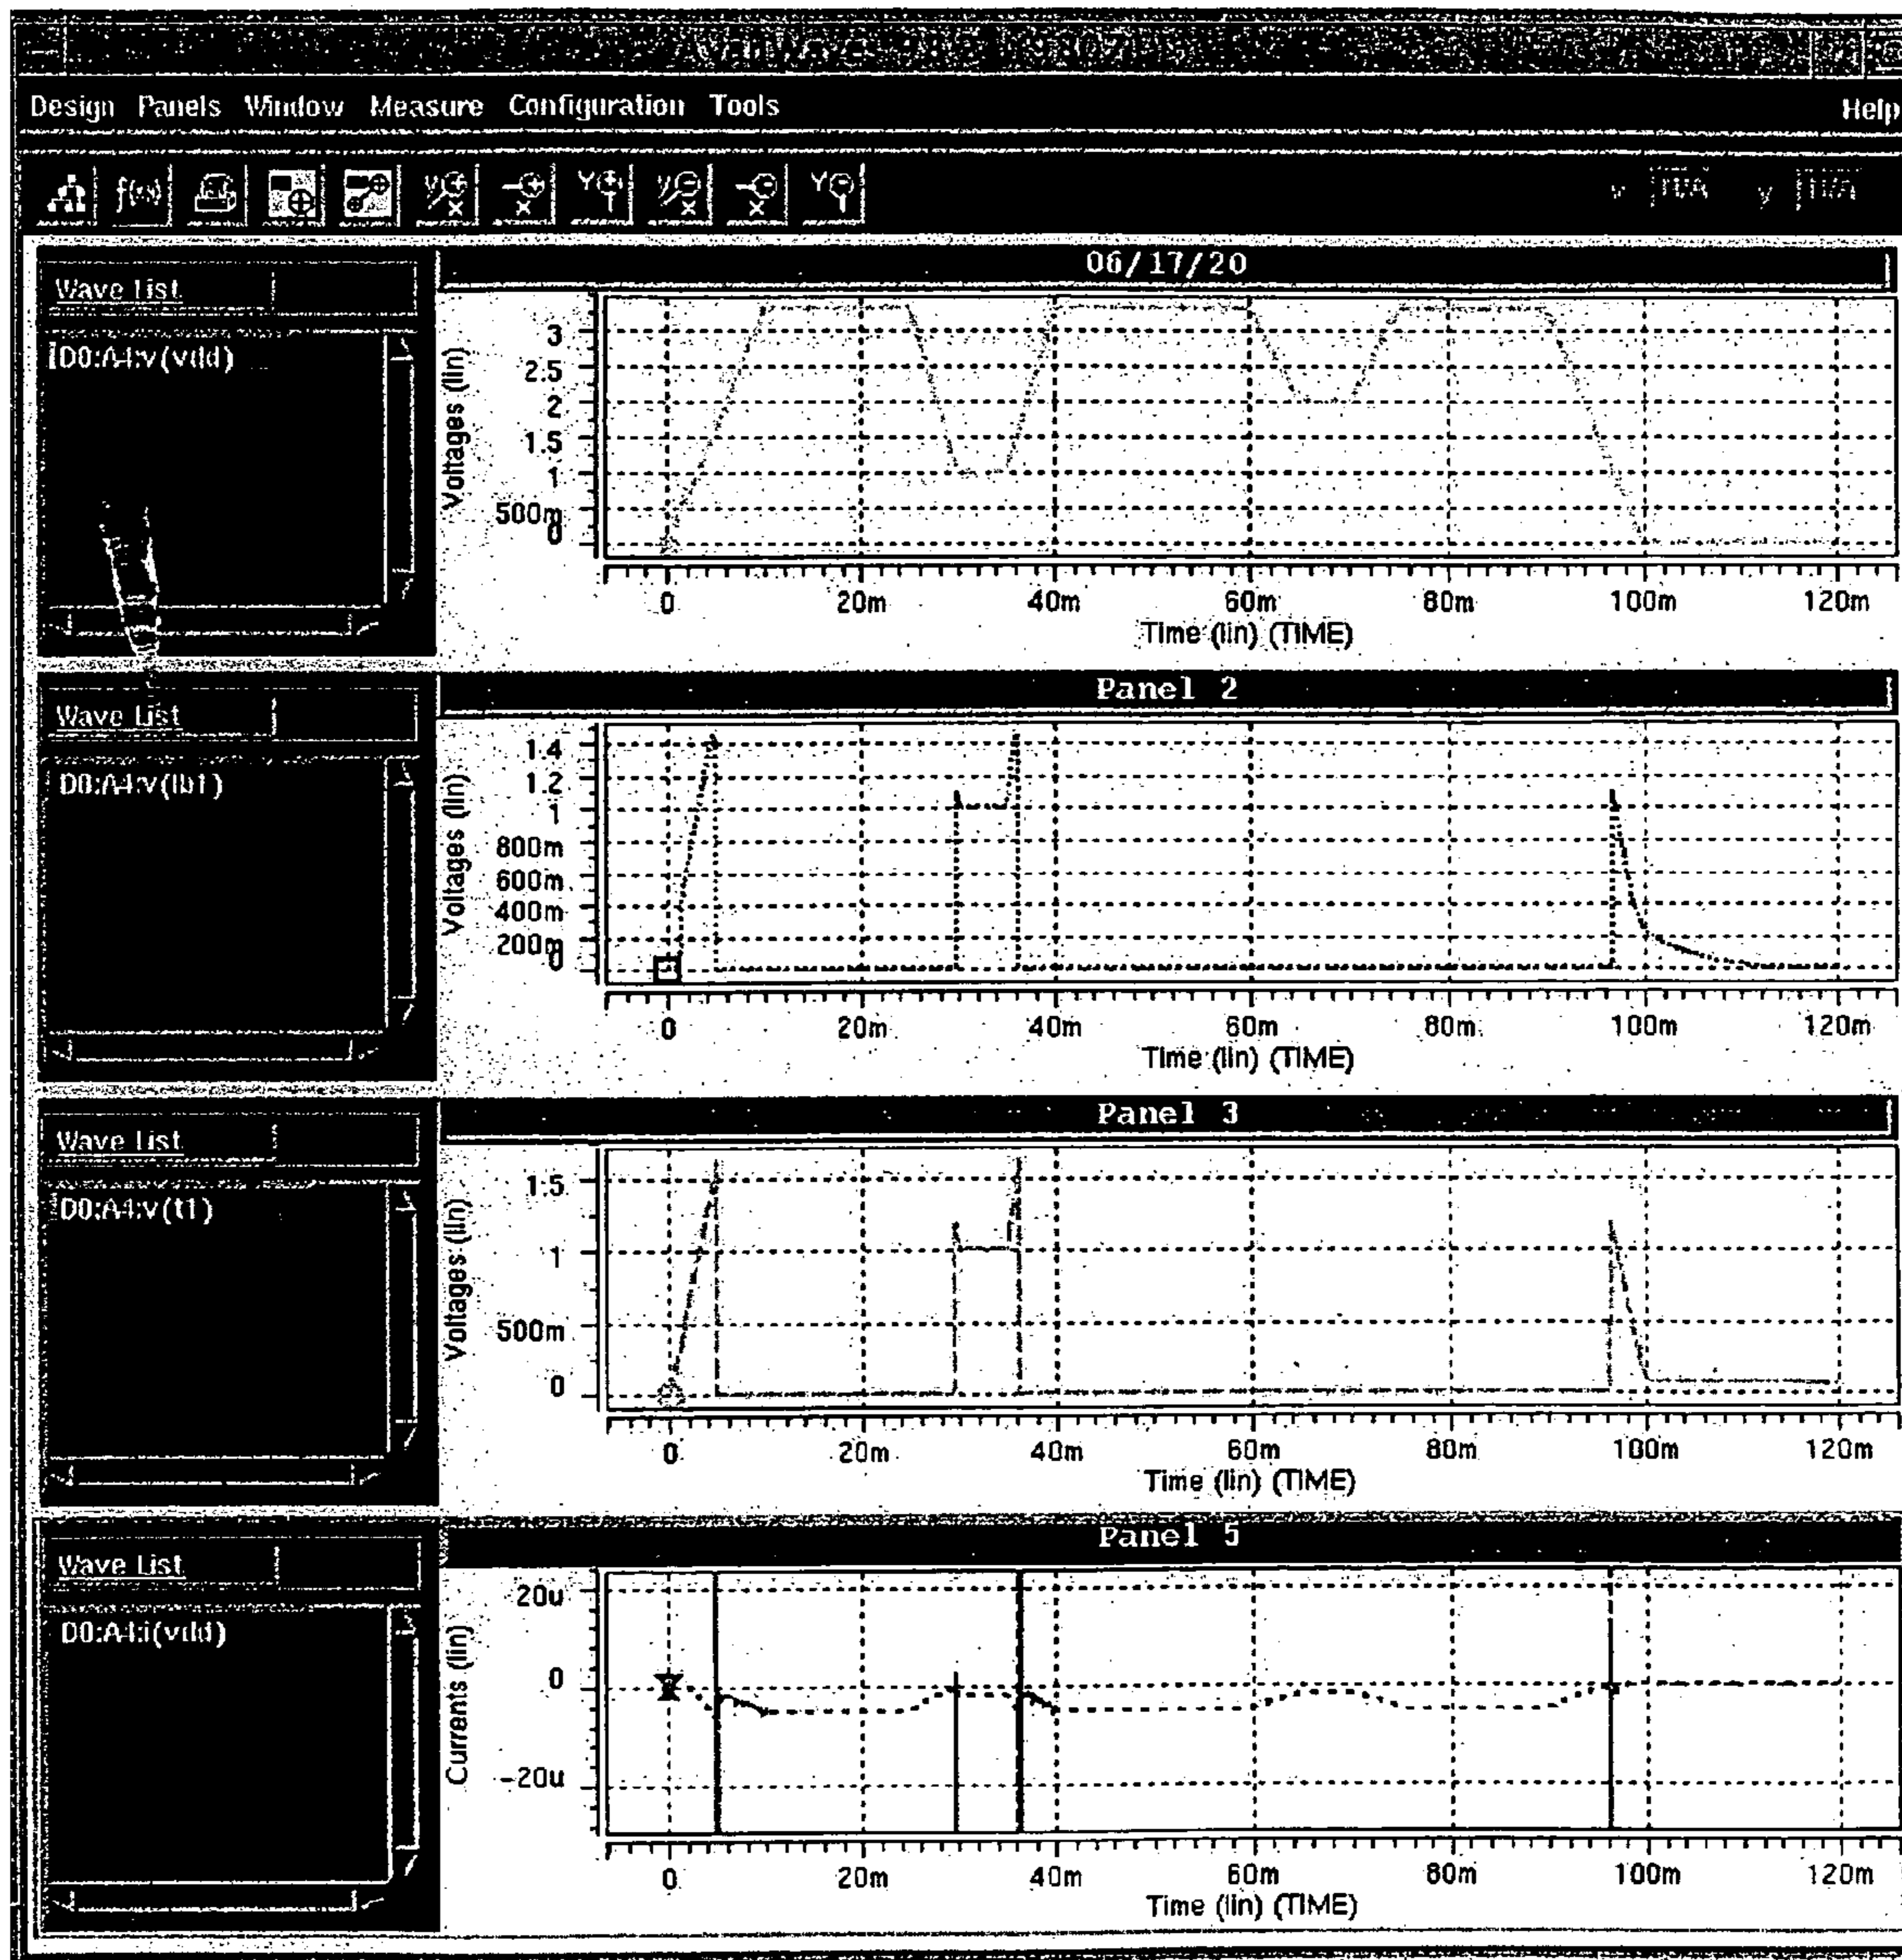 Design Panels Window Measure Configuration Tools Help
06/17/20
Wave List
D0:A4:v(vdd)
Voltages (lin)
3
2.5
2
1.5
1
500m
0
0 20m 40m 60m 80m 100m 120m
Time (lin) (TIME)
Panel 2
Wave List
D0:A4:v(lb1)
Voltages (lin)
1.4
1.2
1
800m
600m
400m
200m
0
0 20m 40m 60m 80m 100m 120m
Time (lin) (TIME)
Panel 3
Wave List
D0:A4:v(t1)
Voltages (lin)
1.5
1
500m
0
0 20m 40m 60m 80m 100m 120m
Time (lin) (TIME)
Panel 5
Wave List
D0:A4:i(vdd)
Currents (lin)
20u
0
-20u
0 20m 40m 60m 80m 100m 120m
Time (lin) (TIME)